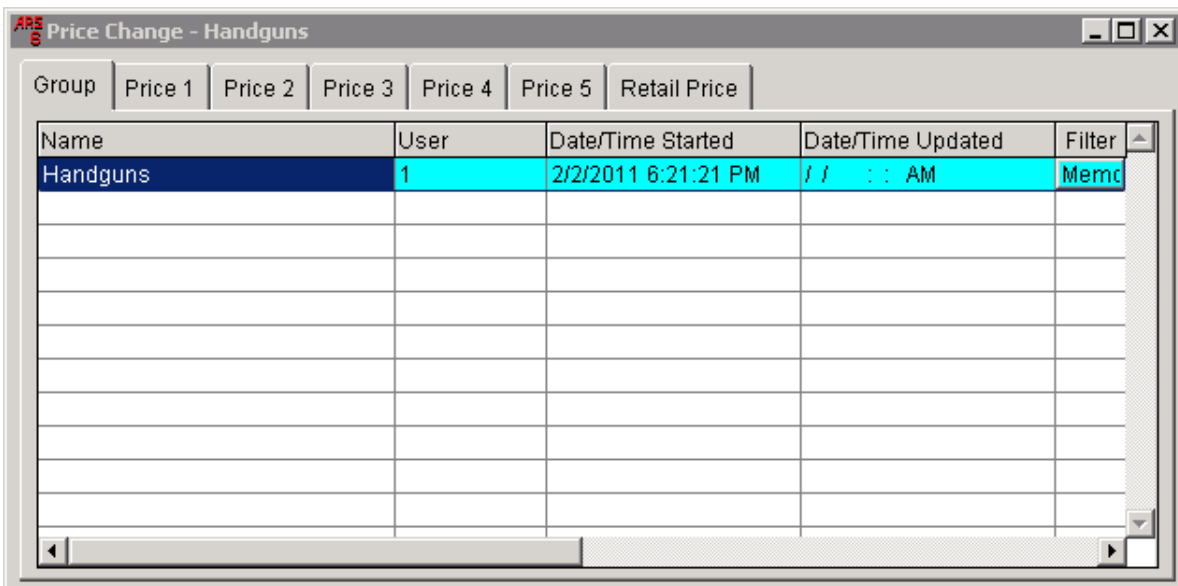 ARS
S
Price Change - Handguns
Group Price 1 Price 2 Price 3 Price 4 Price 5 Retail Price
Name User Date/Time Started Date/Time Updated Filter
Handguns 1 2/2/2011 6:21:21 PM / / : : AM Memo